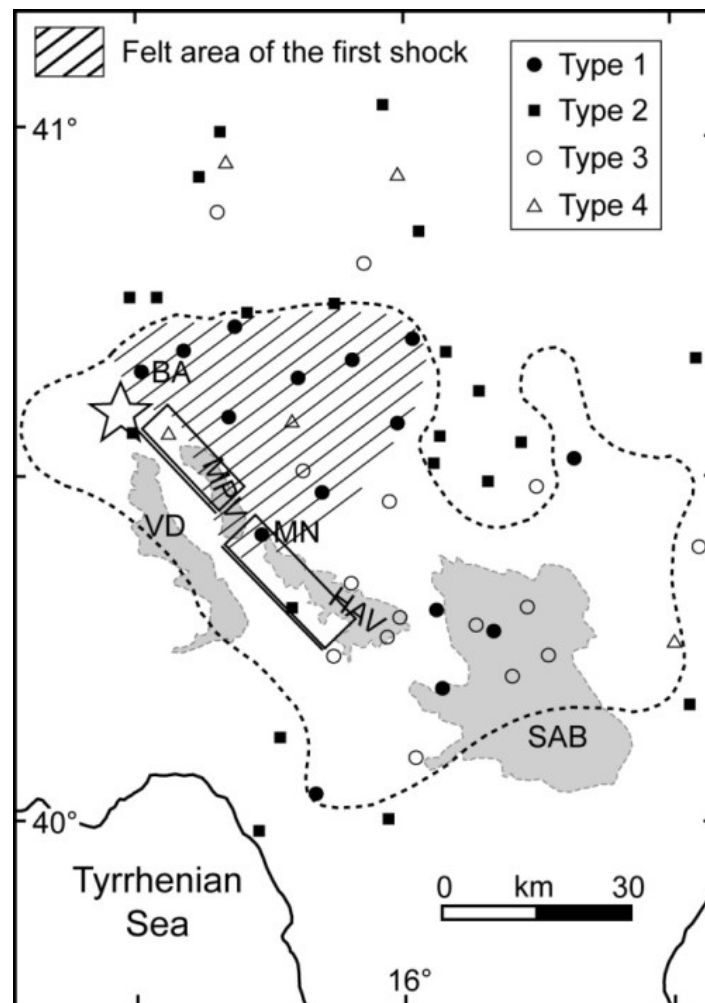 Felt area of the first shock
Type 1
Type 2
Type 3
Type 4
41°
BA
MPV
VD
MN
HAV
SAB
40°
Tyrrhenian
Sea
0 km 30
16°